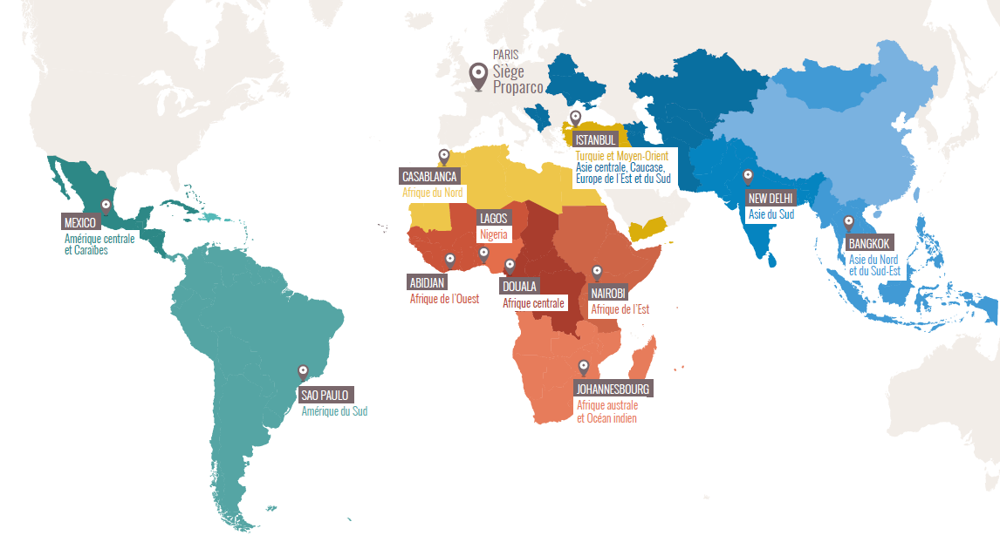 PARIS
Siège
Proparco
ISTANBUL
Turquie et Moyen-Orient
Asie centrale, Caucase,
Europe de l'Est et du Sud
CASABLANCA
Afrique du Nord
NEW DELHI
Asie du Sud
MEXICO
Amérique centrale
et Caraïbes
LAGOS
Nigeria
BANGKOK
Asie du Nord
et du Sud-Est
ABIDJAN
Afrique de l'Ouest
DOUALA
Afrique centrale
NAIROBI
Afrique de l'Est
SAO PAULO
Amérique du Sud
JOHANNESBOURG
Afrique australe
et Océan indien